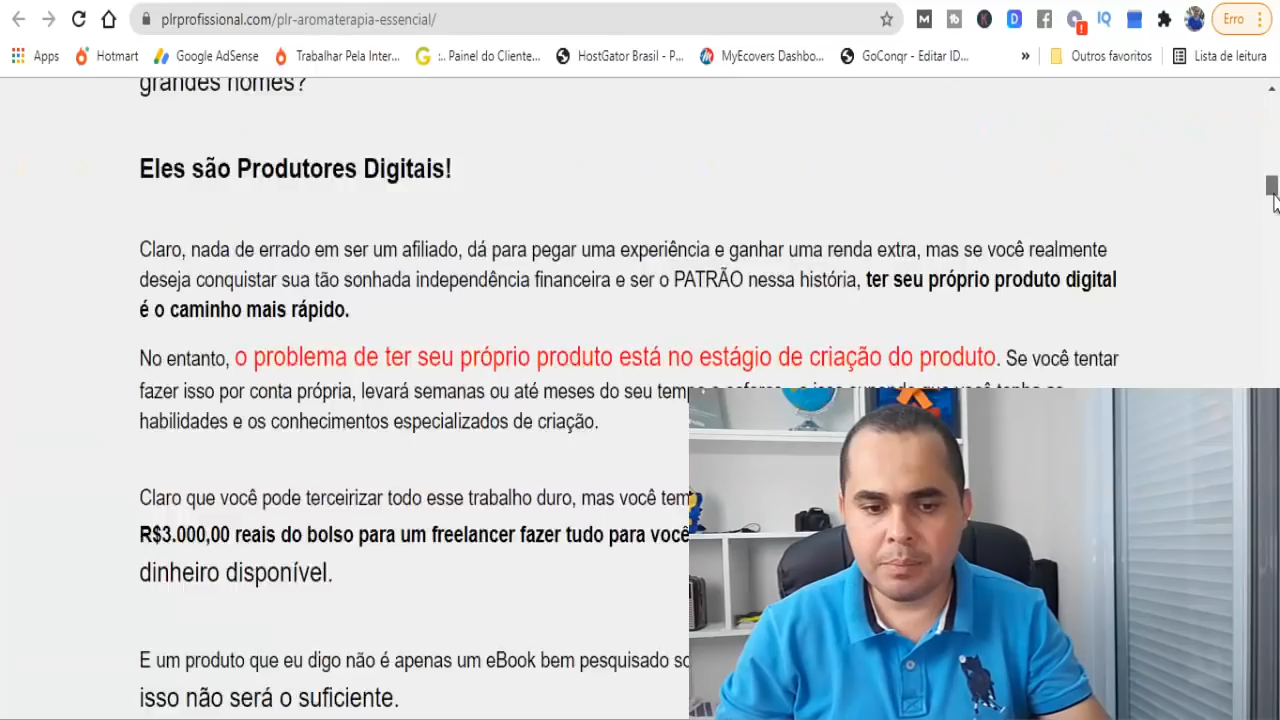 plrprofissional.com/plr-aromaterapia-essencial/
Erro
Apps
Hotmart
Google AdSense
Trabalhar Pela Inter...
:.. Painel do Cliente...
HostGator Brasil - P...
MyEcovers Dashbo...
GoConqr - Editar ID...
»
Outros favoritos
Lista de leitura
grandes nomes?
Eles são Produtores Digitais!
Claro, nada de errado em ser um afiliado, dá para pegar uma experiência e ganhar uma renda extra, mas se você realmente
deseja conquistar sua tão sonhada independência financeira e ser o PATRÃO nessa história, ter seu próprio produto digital
é o caminho mais rápido.
No entanto, o problema de ter seu próprio produto está no estágio de criação do produto. Se você tentar
fazer isso por conta própria, levará semanas ou até meses do seu tempo
habilidades e os conhecimentos especializados de criação.
Claro que você pode terceirizar todo esse trabalho duro, mas você tem
R$3.000,00 reais do bolso para um freelancer fazer tudo para você
dinheiro disponível.
E um produto que eu digo não é apenas um eBook bem pesquisado
isso não será o suficiente.